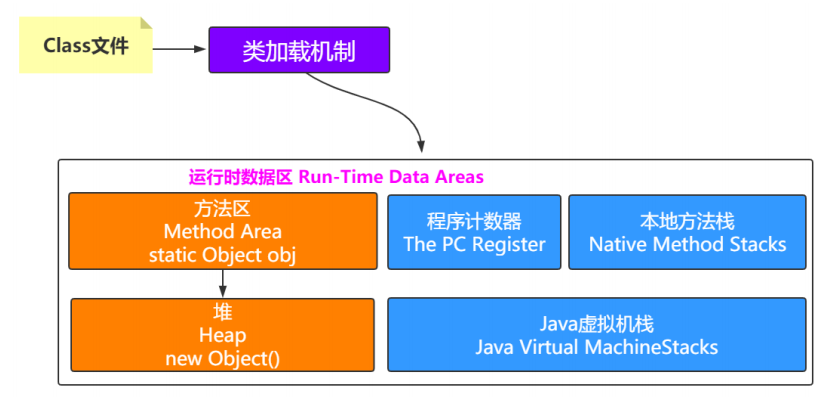 Class文件
类加载机制
运行时数据区 Run-Time Data Areas
方法区
Method Area
static Object obj
程序计数器
The PC Register
本地方法栈
Native Method Stacks
堆
Heap
new Object()
Java虚拟机栈
Java Virtual MachineStacks